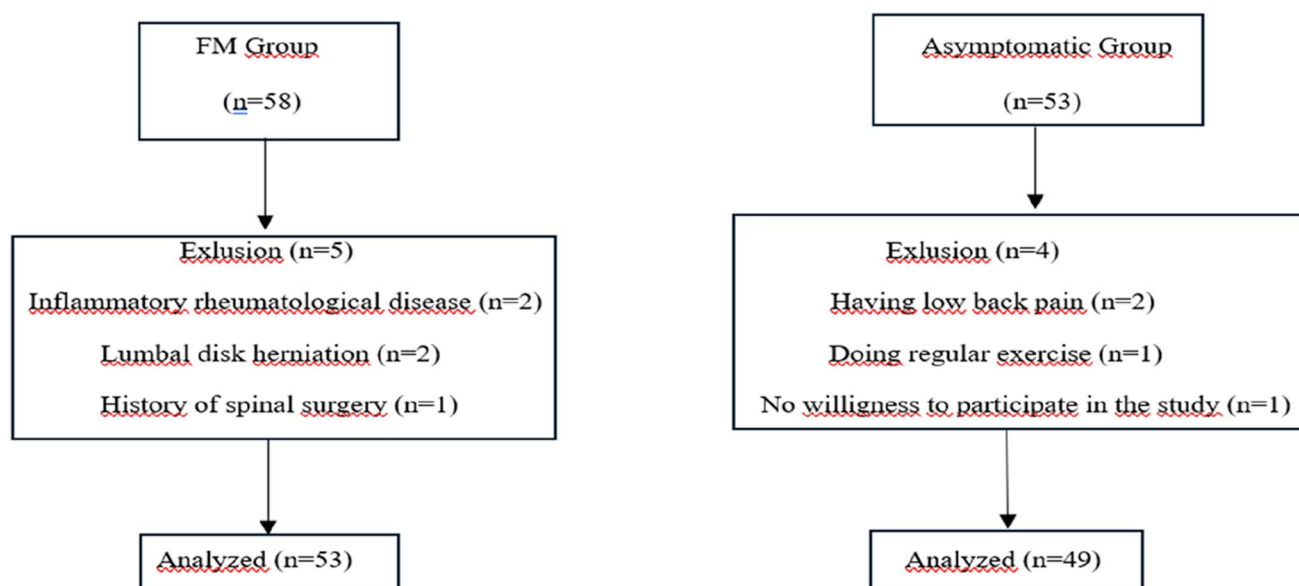 FM Group
(n=58)
Exlusion (n=5)
Inflammatory rheumatological disease (n=2)
Lumbal disk herniation (n=2)
History of spinal surgery (n=1)
Analyzed (n=53)
Asymptomatic Group
(n=53)
Exlusion (n=4)
Having low back pain (n=2)
Doing regular exercise (n=1)
No willigness to participate in the study (n=1)
Analyzed (n=49)